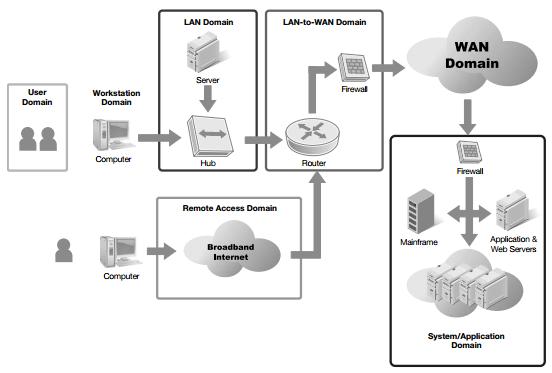 LAN Domain
LAN-to-WAN Domain
WAN
Domain
Server
Firewall
User
Domain
Workstation
Domain
Computer
Hub
Router
Firewall
Remote Access Domain
Broadband
Internet
Computer
Mainframe
Application &
Web Servers
System/Application
Domain